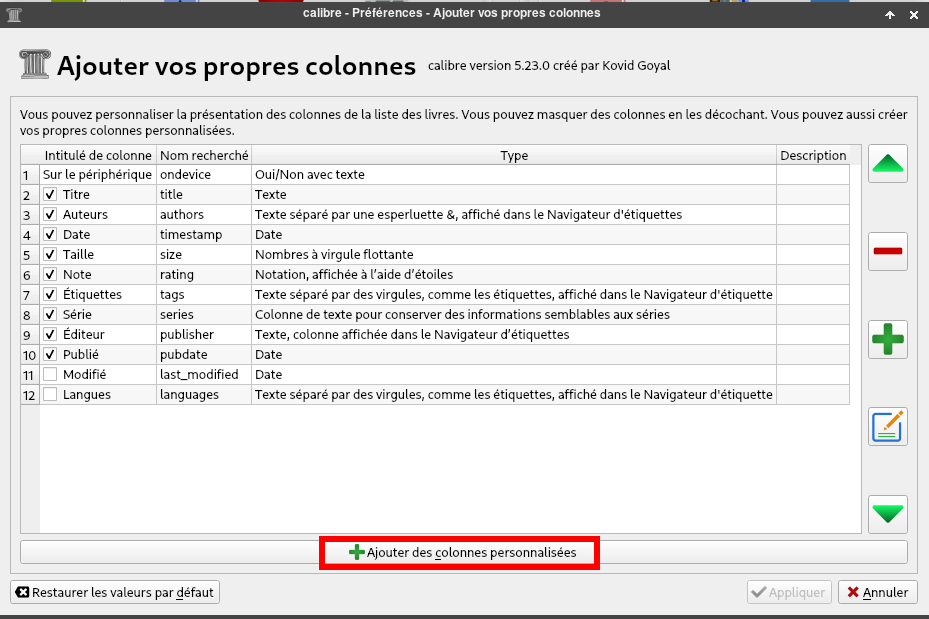 calibre - Préférences - Ajouter vos propres colonnes
Ajouter vos propres colonnes calibre version 5.23.0 créé par Kovid Goyal
Vous pouvez personnaliser la présentation des colonnes de la liste des livres. Vous pouvez masquer des colonnes en les décochant. Vous pouvez aussi créer
vos propres colonnes personnalisées.
Intitulé de colonne Nom recherché Type Description
1 Sur le périphérique ondevice Oui/Non avec texte
2 Titre title Texte
3 Auteurs authors Texte séparé par une esperluette &, affiché dans le Navigateur d'étiquettes
4 Date timestamp Date
5 Taille size Nombres à virgule flottante
6 Note rating Notation, affichée à l’aide d’étoiles
7 Étiquettes tags Texte séparé par des virgules, comme les étiquettes, affiché dans le Navigateur d'étiquette
8 Série series Colonne de texte pour conserver des informations semblables aux séries
9 Éditeur publisher Texte, colonne affichée dans le Navigateur d’étiquettes
10 Publié pubdate Date
11 Modifié last_modified Date
12 Langues languages Texte séparé par des virgules, comme les étiquettes, affiché dans le Navigateur d'étiquette
Ajouter des colonnes personnalisées
Restaurer les valeurs par défaut Appliquer Annuler